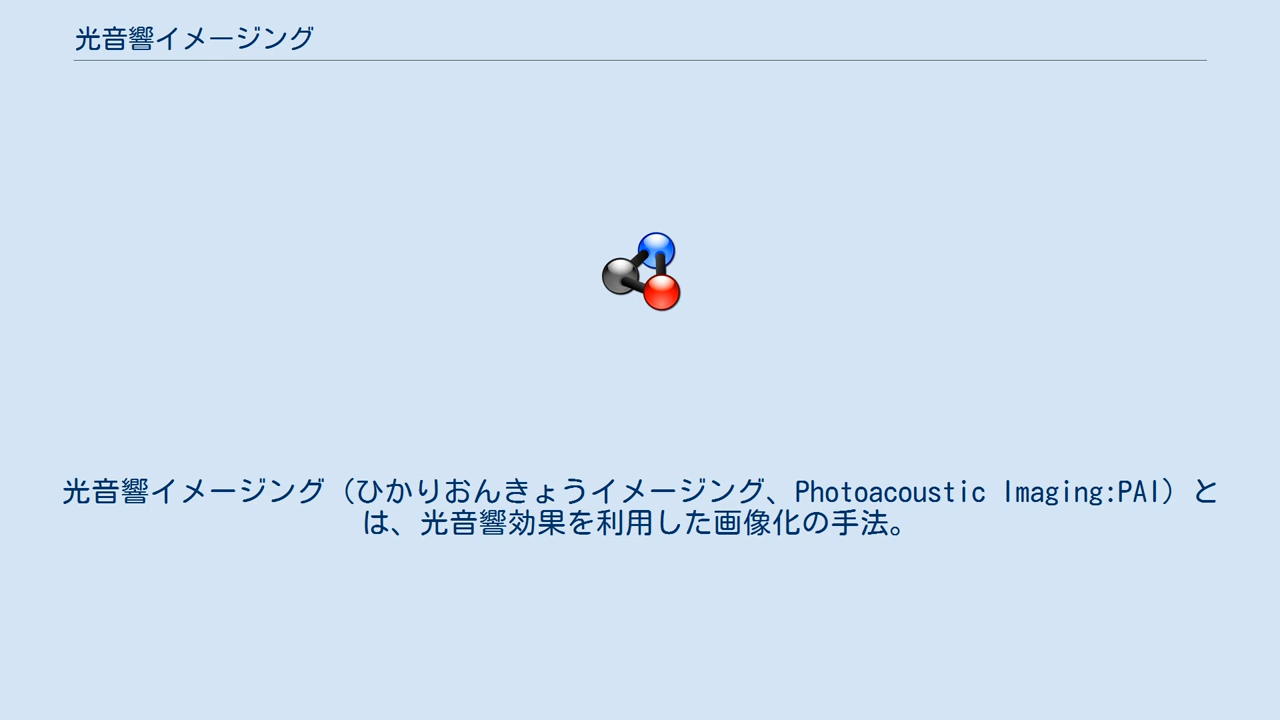 光音響イメージング
光音響イメージング（ひかりおんきょうイメージング、Photoacoustic Imaging:PAI）と
は、光音響効果を利用した画像化の手法。